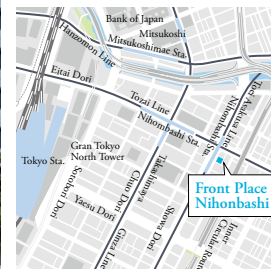 Bank of Japan
Mitsukoshi
Mitsukoshimae Sta.
Hanzomon Line
Eitai Dori
Tozai Line
Nihonbashi Sta.
Toei Asakusa Line
Nihonbashi Sta.
Gran Tokyo
North Tower
Tokyo Sta.
Takashimaya
Chuo Dori
Sotobori Dori
Yaesu Dori
Ginza Line
Showa Dori
Front Place
Nihonbashi
Inner
Circular Route